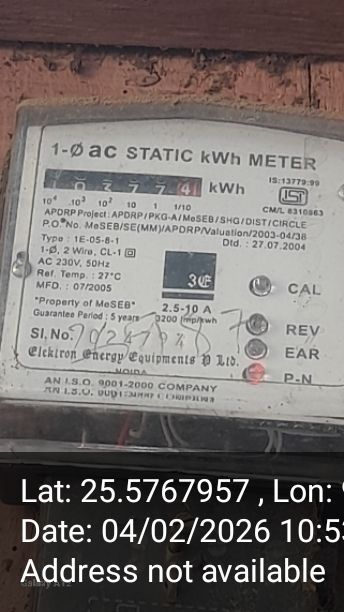 1-Ø ac STATIC kWh METER
0 3 7 7 4 kWh
IS:13779:99
ISI
10⁴ 10³ 10² 10 1 1/10
CM/L 8310863
APDRP Project : APDRP/PKG-A/MeSEB/SHG/DIST/CIRCLE
P.O. No. MeSEB/SE(MM)/APDRP/Valuation/2003-04/38
Dtd. : 27.07.2004
Type : 1E-05-8-1
1-Ø, 2 Wire, CL-1
AC 230V, 50Hz
Ref. Temp. : 27°C
MFD. : 07/2005
"Property of MeSEB"
2.5-10 A
Guarantee Period : 5 years
3200 imp/kwh
CAL
REV
EAR
P-N
Sl. No.
Elektron Energy Equipments P Ltd.
NOIDA
AN I.S.O. 9001-2000 COMPANY
Lat: 25.5767957 , Lon:
Date: 04/02/2026 10:53
Address not available
Galaxy A12